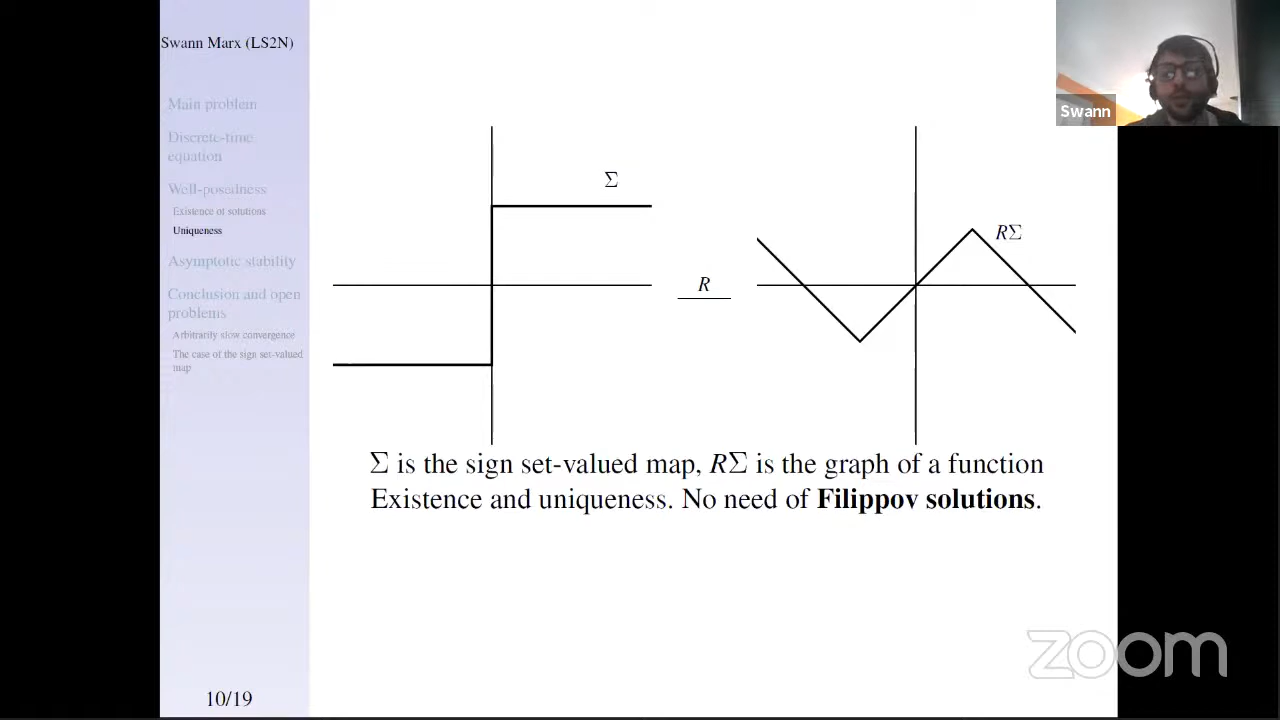 Swann Marx (LS2N)
Main problem
Discrete-time
equation
Well-posedness
Existence of solutions
Uniqueness
Asymptotic stability
Conclusion and open
problems
Arbitrarily slow convergence
The case of the sign set-valued
map
10/19
Σ
R
RΣ
Σ is the sign set-valued map, RΣ is the graph of a function
Existence and uniqueness. No need of Filippov solutions.
Swann
zoom